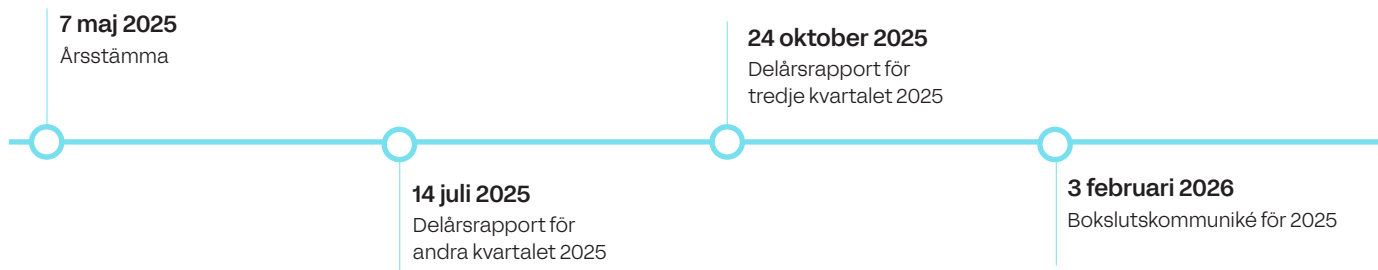 7 maj 2025
Årsstämma
14 juli 2025
Delårsrapport för
andra kvartalet 2025
24 oktober 2025
Delårsrapport för
tredje kvartalet 2025
3 februari 2026
Bokslutskommuniké för 2025